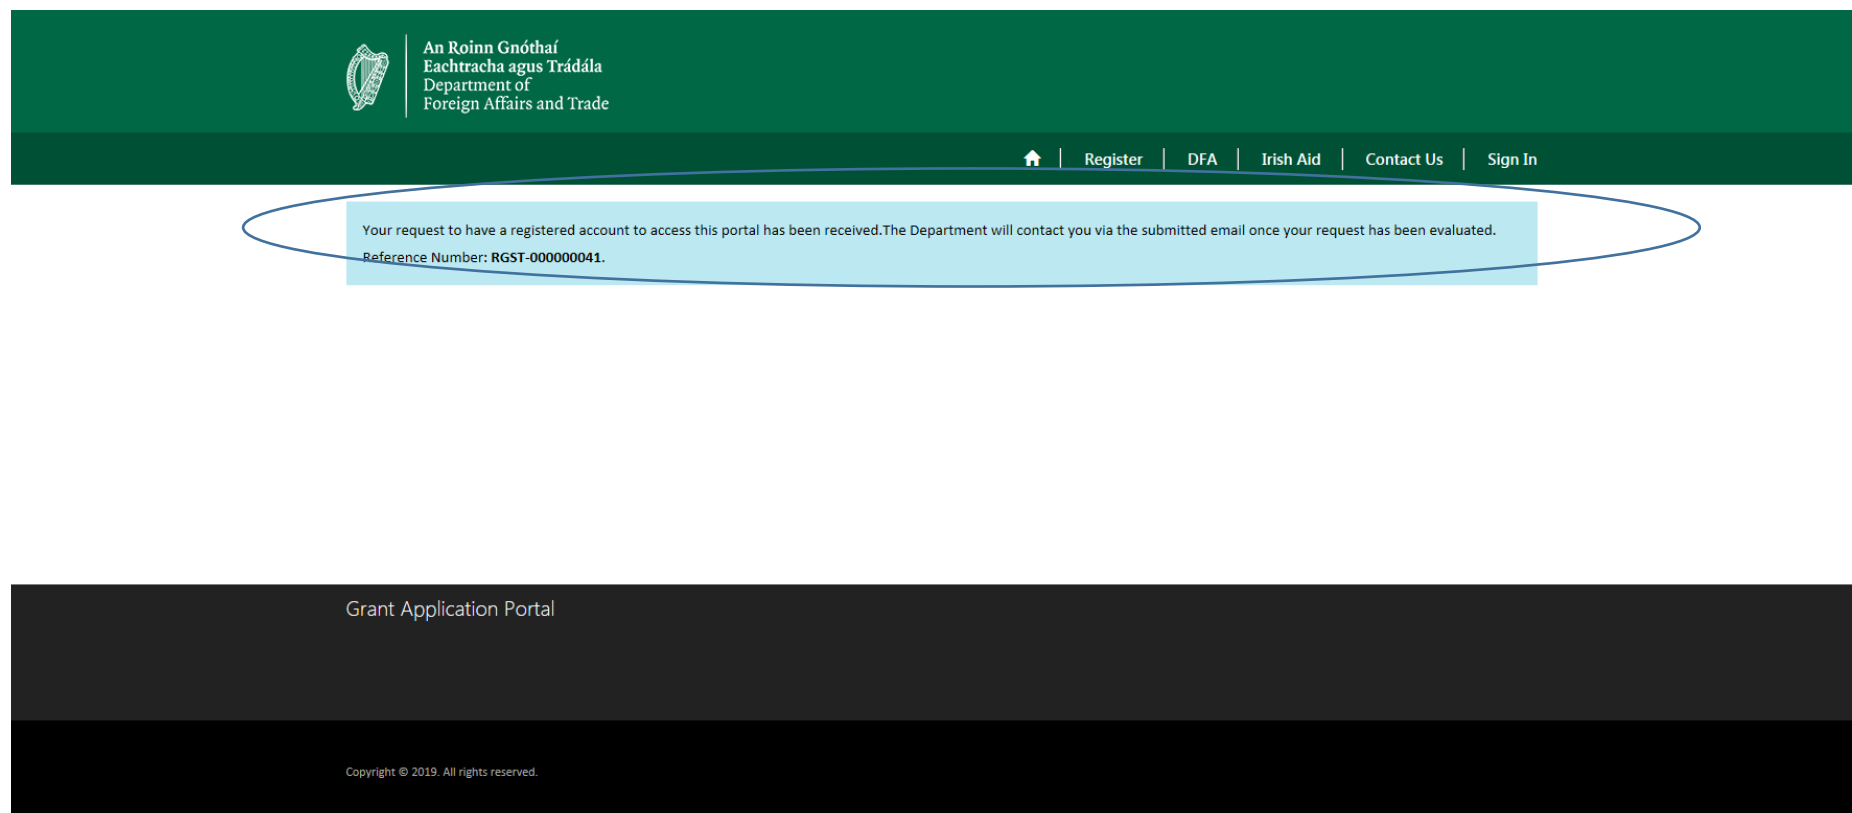 An Roinn Gnóthaí
Eachtracha agus Trádála
Department of
Foreign Affairs and Trade
Register | DFA | Irish Aid | Contact Us | Sign In
Your request to have a registered account to access this portal has been received.The Department will contact you via the submitted email once your request has been evaluated.
Reference Number: RGST-000000041.
Grant Application Portal
Copyright © 2019. All rights reserved.